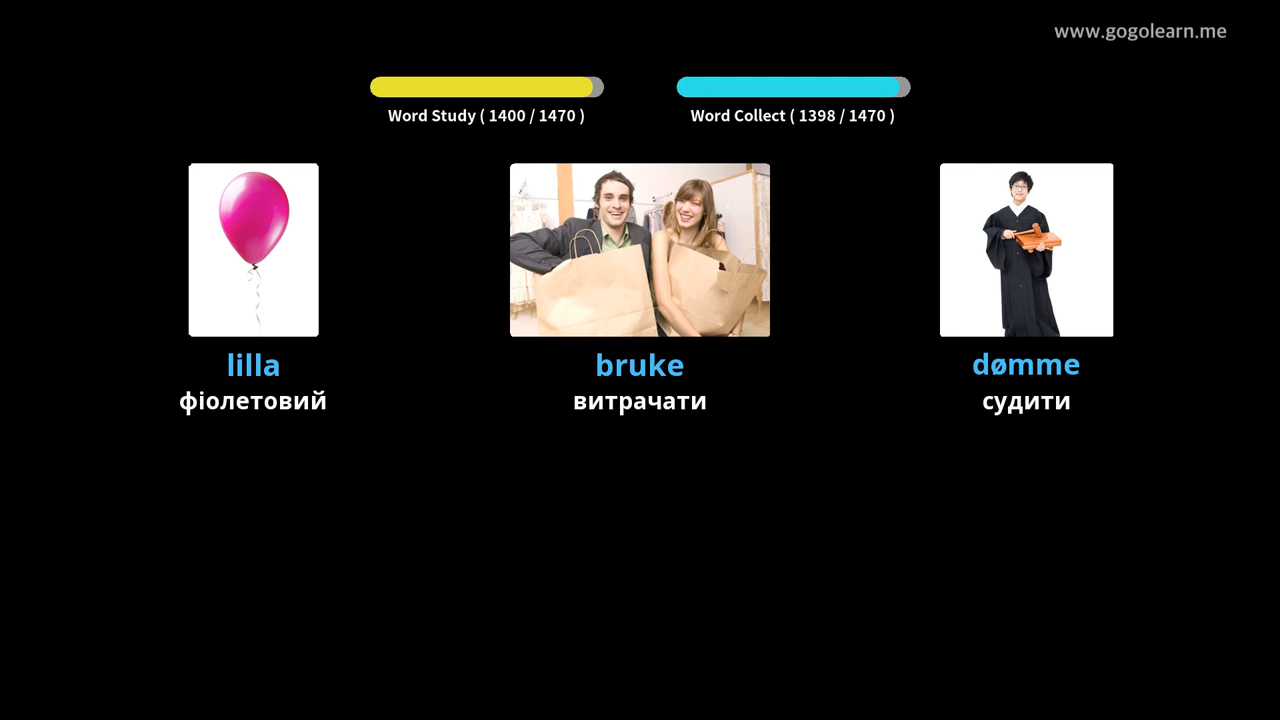 www.gogolearn.me
Word Study ( 1400 / 1470 )
Word Collect ( 1398 / 1470 )
lilla
bruke
dømme
фіолетовий
витрачати
судити